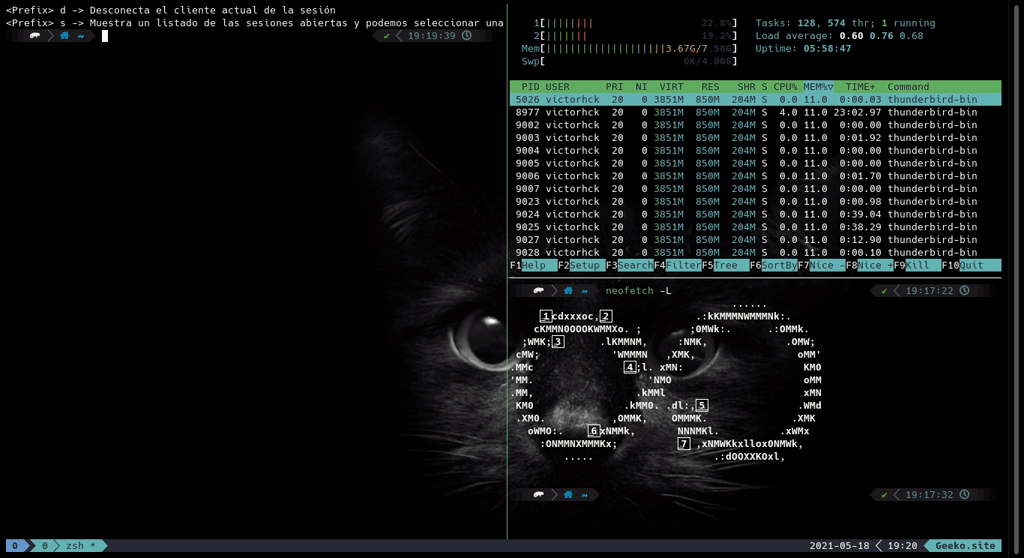 <Prefix> d -> Desconecta el cliente actual de la sesión
<Prefix> s -> Muestra un listado de las sesiones abiertas y podemos seleccionar una
19:19:39
1[|||||||| 22.8%]
2[||||||| 19.2%]
Mem[||||||||||||||||||||3.67G/7.58G]
Swp[ 0K/4.00G]
Tasks: 128, 574 thr; 1 running
Load average: 0.60 0.76 0.68
Uptime: 05:58:47
PID USER PRI NI VIRT RES SHR S CPU% MEM%▽ TIME+ Command
5026 victorhck 20 0 3851M 850M 204M S 0.0 11.0 0:00.03 thunderbird-bin
8977 victorhck 20 0 3851M 850M 204M S 4.0 11.0 23:02.97 thunderbird-bin
9002 victorhck 20 0 3851M 850M 204M S 0.0 11.0 0:00.00 thunderbird-bin
9003 victorhck 20 0 3851M 850M 204M S 0.0 11.0 0:01.92 thunderbird-bin
9004 victorhck 20 0 3851M 850M 204M S 0.0 11.0 0:00.00 thunderbird-bin
9005 victorhck 20 0 3851M 850M 204M S 0.0 11.0 0:00.00 thunderbird-bin
9006 victorhck 20 0 3851M 850M 204M S 0.0 11.0 0:01.70 thunderbird-bin
9007 victorhck 20 0 3851M 850M 204M S 0.0 11.0 0:00.00 thunderbird-bin
9023 victorhck 20 0 3851M 850M 204M S 0.0 11.0 0:00.98 thunderbird-bin
9024 victorhck 20 0 3851M 850M 204M S 0.0 11.0 0:39.04 thunderbird-bin
9025 victorhck 20 0 3851M 850M 204M S 0.0 11.0 0:38.29 thunderbird-bin
9027 victorhck 20 0 3851M 850M 204M S 0.0 11.0 0:12.90 thunderbird-bin
9028 victorhck 20 0 3851M 850M 204M S 0.0 11.0 0:00.10 thunderbird-bin
F1Help F2Setup F3SearchF4FilterF5Tree F6SortByF7Nice -F8Nice +F9Kill F10Quit
~ neofetch -L ✔ 19:17:22
......
1cdxxxoc,2 .:kKMMMNWMMMNk:.
cKMMN0OOOKWMMXo. ; ;0MWk:. .:OMMk.
;WMK;3 .lKMMNM, :NMK, .OMW;
cMW; 'WMMMN ,XMK, oMM'
.MMc 4;l. xMN: KM0
'MM. 'NMO oMM
.MM, .kMMl xMN
KM0 .kMM0. .dl:,5 .WMd
.XM0. ,OMMK, OMMMK. .XMK
oWMO:. 6xNMMk, NNNMKl. .xWMx
:ONMMNXMMMKx; 7 ,xNMWKkxllox0NMWk,
..... .:dOOXXKOxl,
~ ✔ 19:17:32
0 0 zsh * 2021-05-18 19:20 Geeko.site